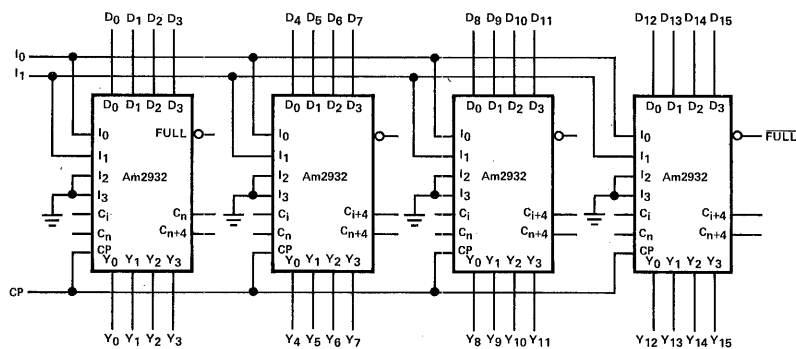 D0 D1 D2 D3 D4 D5 D6 D7 D8 D9 D10 D11 D12 D13 D14 D15
I0
I1
D0 D1 D2 D3 D0 D1 D2 D3 D0 D1 D2 D3 D0 D1 D2 D3
I0 FULL I0 I0 I0 FULL
I1 I1 I1 I1
I2 I2 I2 I2
Am2932 Am2932 Am2932 Am2932
I3 I3 I3 I3
Ci Cn Ci Ci+4 Ci Ci+4 Ci Ci+4
Cn Cn+4 Cn Cn+4 Cn Cn+4 Cn Cn+4
CP CP CP CP
Y0 Y1 Y2 Y3 Y0 Y1 Y2 Y3 Y0 Y1 Y2 Y3 Y0 Y1 Y2 Y3
CP
Y0 Y1 Y2 Y3 Y4 Y5 Y6 Y7 Y8 Y9 Y10 Y11 Y12 Y13 Y14 Y15